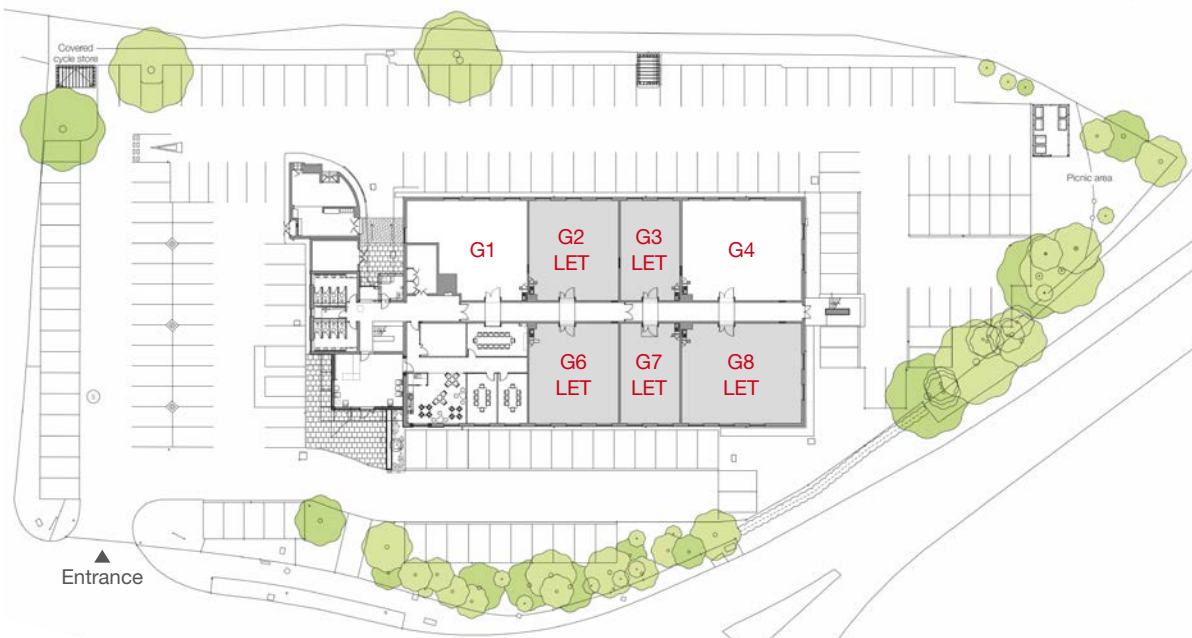 Covered
cycle store
Picnic area
G1
G2
LET
G3
LET
G4
G6
LET
G7
LET
G8
LET
Entrance